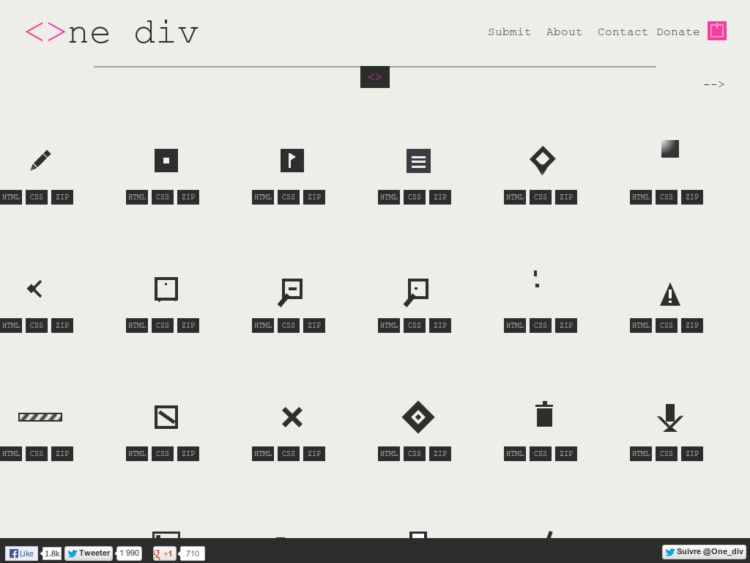 <>ne div
Submit About Contact Donate
<>
-->
HTML CSS ZIP HTML CSS ZIP HTML CSS ZIP HTML CSS ZIP HTML CSS ZIP HTML CSS ZIP
HTML CSS ZIP HTML CSS ZIP HTML CSS ZIP HTML CSS ZIP HTML CSS ZIP HTML CSS ZIP
HTML CSS ZIP HTML CSS ZIP HTML CSS ZIP HTML CSS ZIP HTML CSS ZIP HTML CSS ZIP
Like 1.8k Tweeter 1 990 +1 710 Suivre @One_div